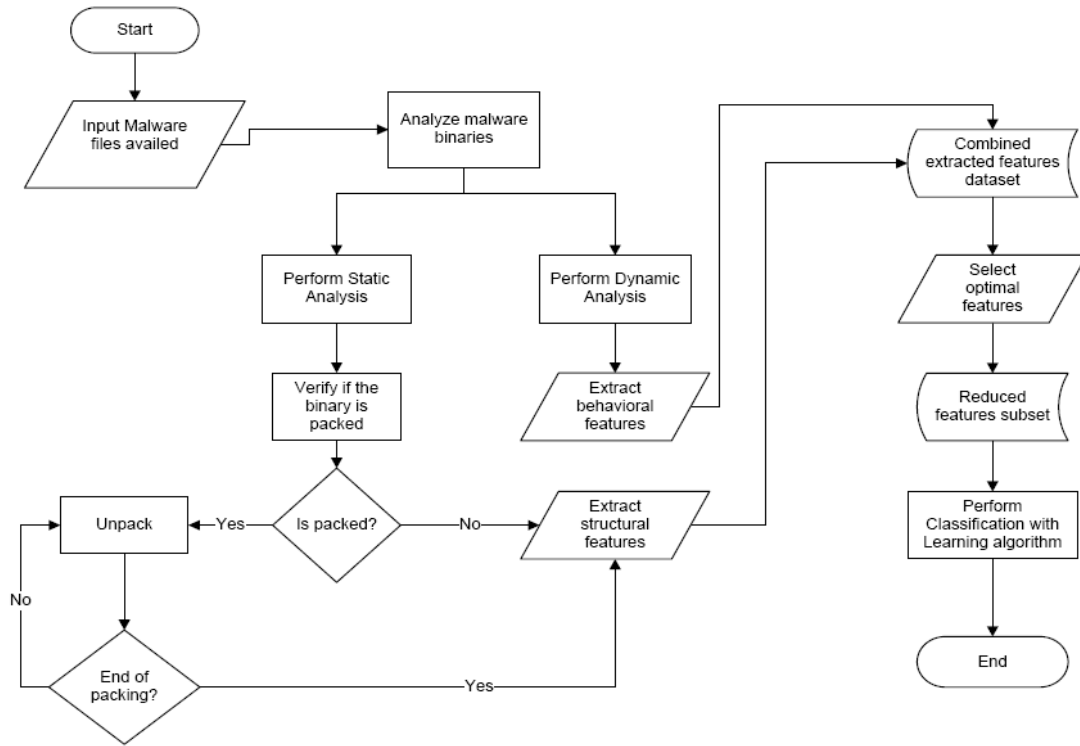 Start
Input Malware
files availed
Analyze malware
binaries
Combined
extracted features
dataset
Perform Static
Analysis
Perform Dynamic
Analysis
Select
optimal
features
Verify if the
binary is
packed
Extract
behavioral
features
Reduced
features subset
Unpack
Yes
Is packed?
No
Extract
structural
features
Perform
Classification with
Learning algorithm
No
End of
packing?
Yes
End